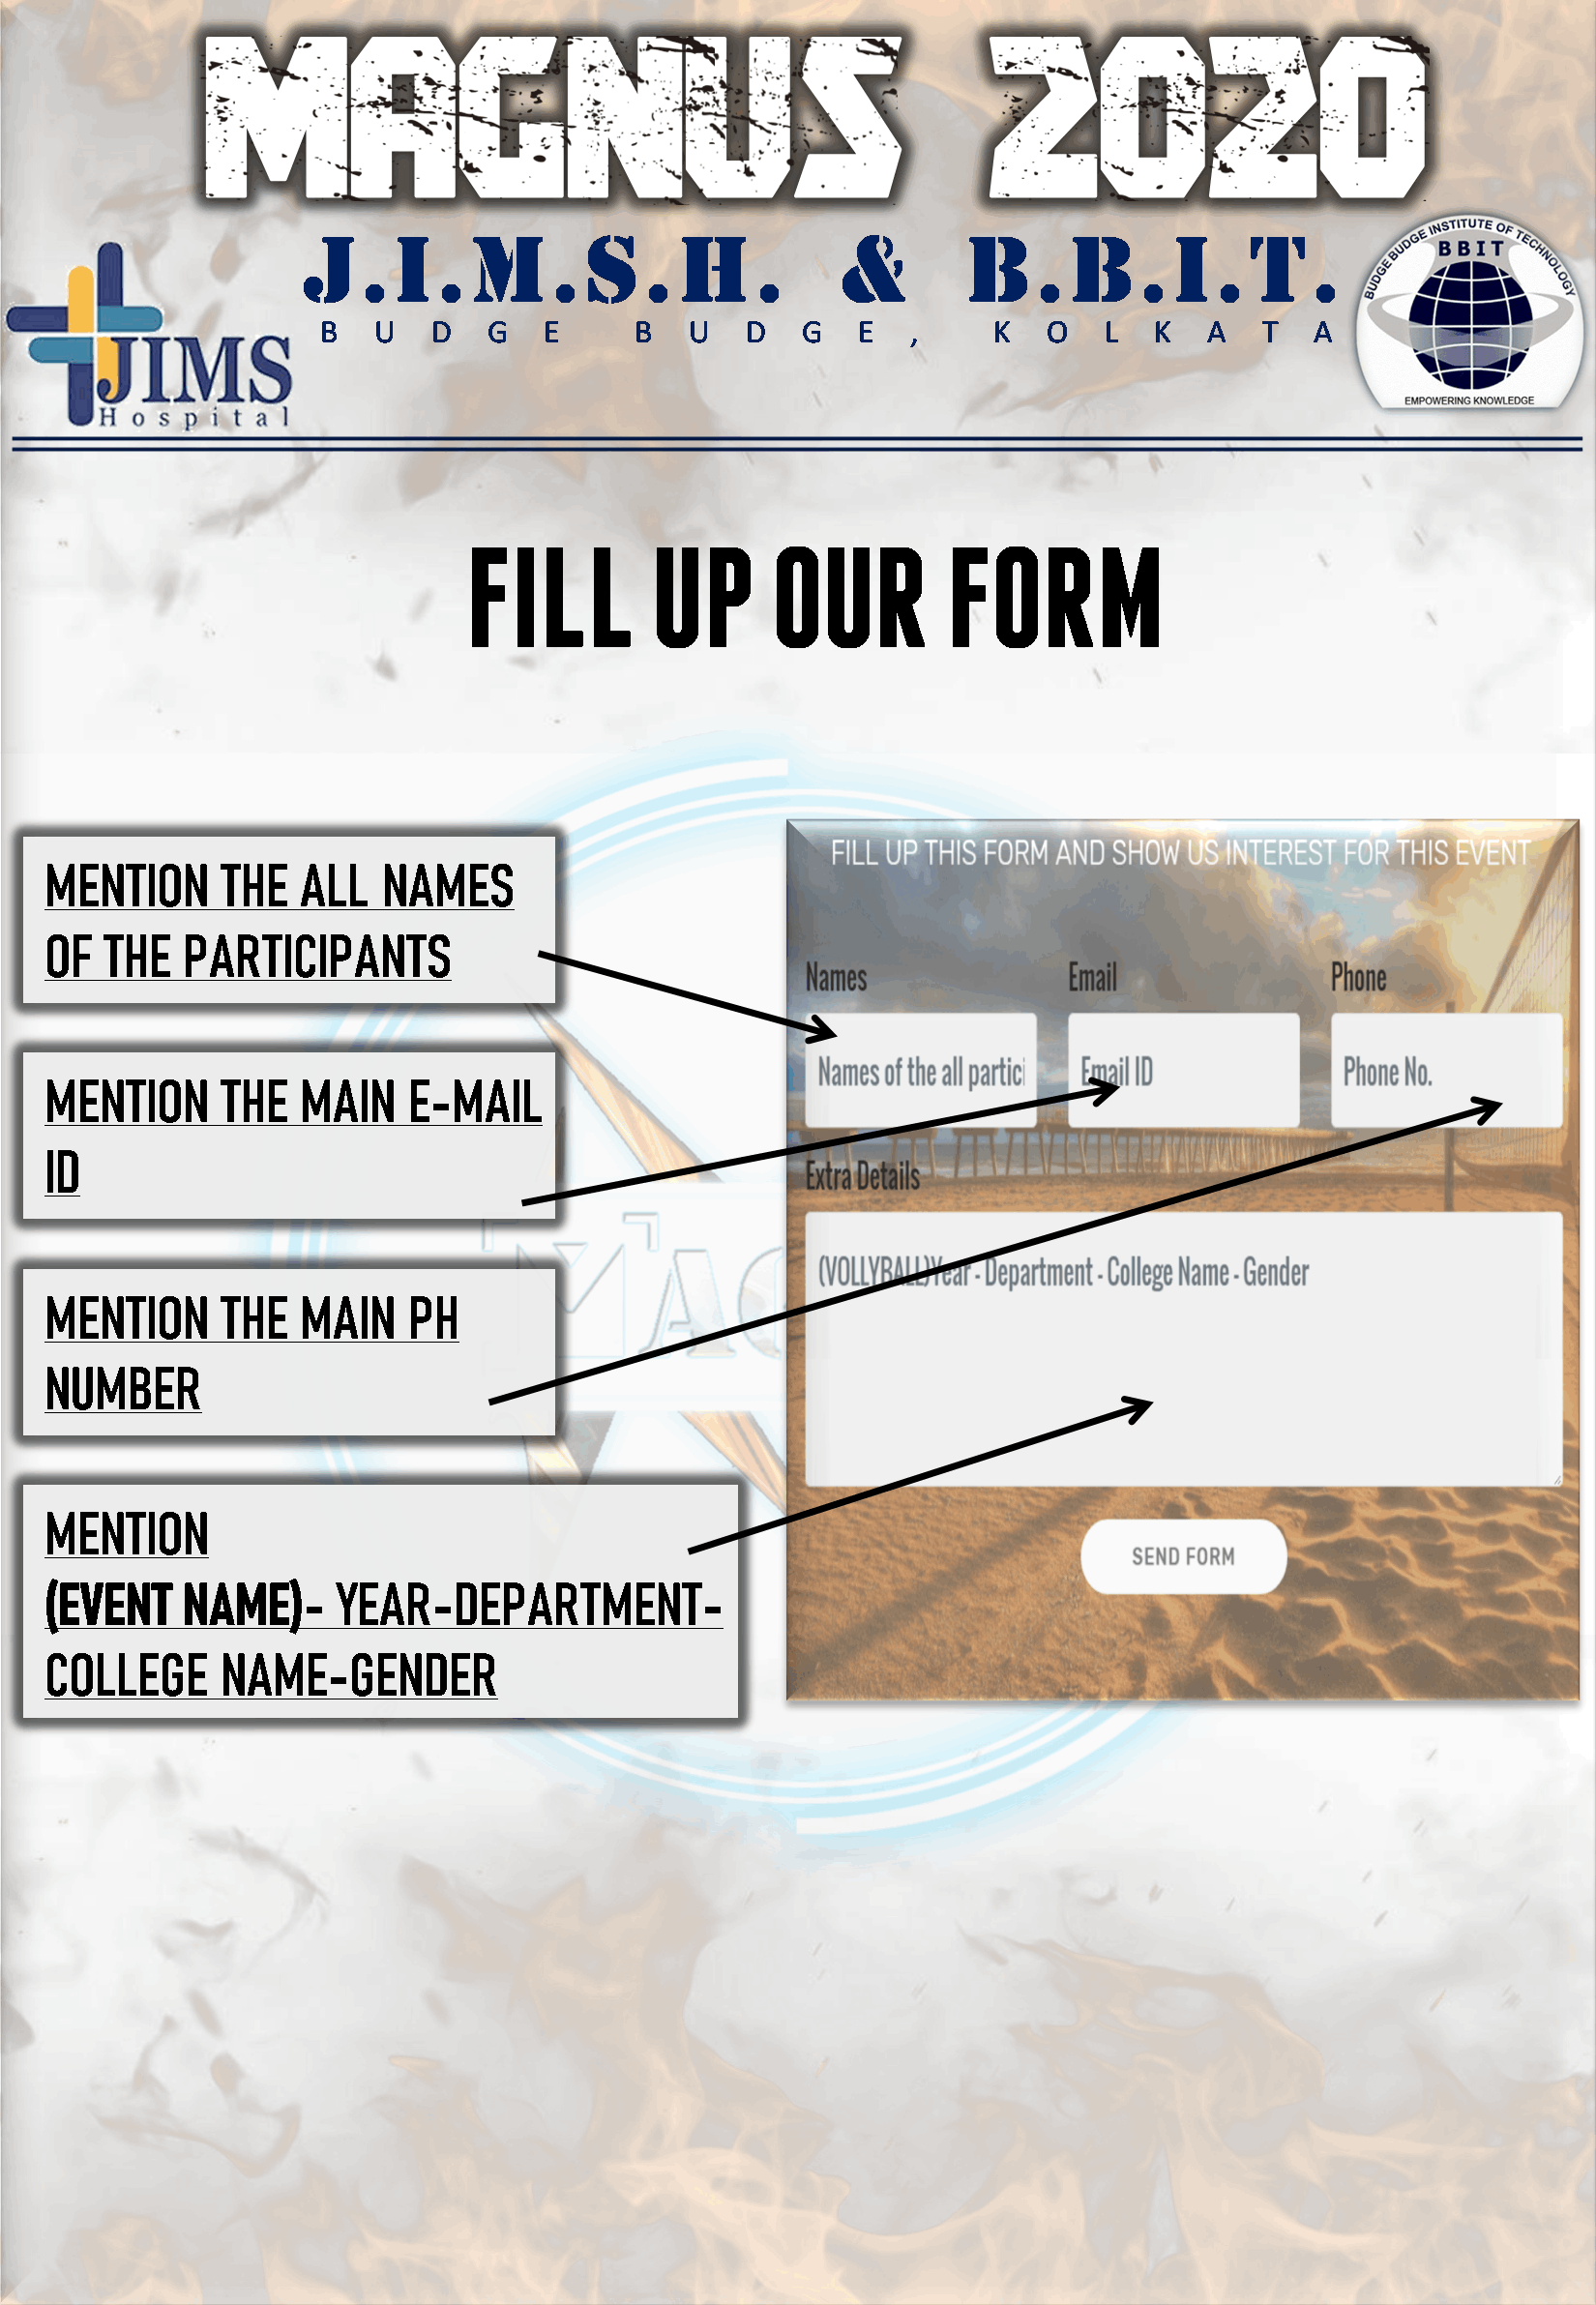 MAGNUS 2020
J.I.M.S.H. & B.B.I.T.
BUDGE BUDGE, KOLKATA
JIMS
Hospital
BUDGE BUDGE INSTITUTE OF TECHNOLOGY
BBIT
EMPOWERING KNOWLEDGE
FILL UP OUR FORM
MENTION THE ALL NAMES
OF THE PARTICIPANTS
MENTION THE MAIN E-MAIL
ID
MENTION THE MAIN PH
NUMBER
MENTION
(EVENT NAME)- YEAR-DEPARTMENT-
COLLEGE NAME-GENDER
FILL UP THIS FORM AND SHOW US INTEREST FOR THIS EVENT
Names Email Phone
Names of the all partici Email ID Phone No.
Extra Details
(VOLLYBALL)Year - Department - College Name - Gender
SEND FORM